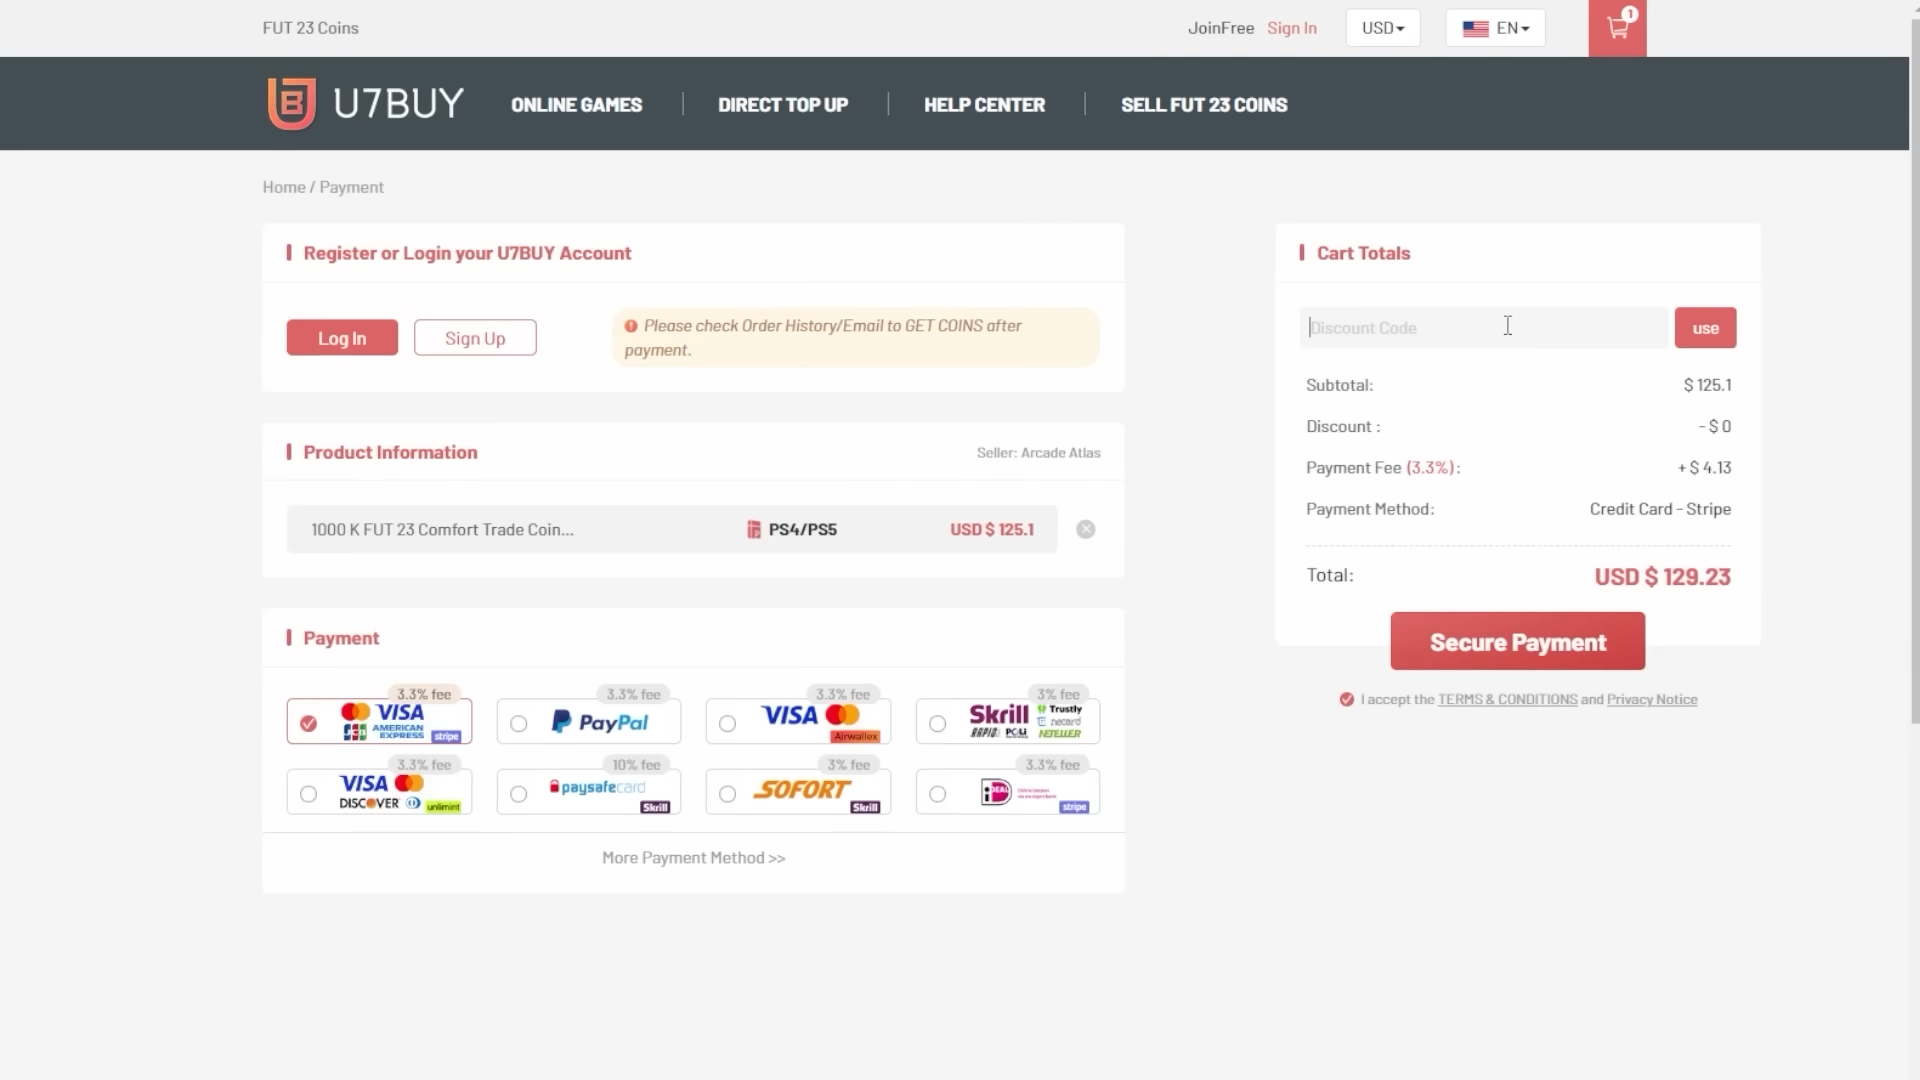 FUT 23 Coins
JoinFree Sign In
USD
EN
1
U7BUY
ONLINE GAMES
DIRECT TOP UP
HELP CENTER
SELL FUT 23 COINS
Home / Payment
Register or Login your U7BUY Account
Log In
Sign Up
Please check Order History/Email to GET COINS after
payment.
Product Information
Seller: Arcade Atlas
1000 K FUT 23 Comfort Trade Coin...
PS4/PS5
USD $ 125.1
Payment
3.3% fee
VISA
JCB
AMERICAN
EXPRESS
stripe
3.3% fee
PayPal
3.3% fee
VISA
Airwallex
3% fee
Skrill
Trustly
RAPID POLi NETELLER
3.3% fee
VISA
DISCOVER
unlimint
10% fee
paysafecard
Skrill
3% fee
SOFORT
Skrill
3.3% fee
iDEAL
stripe
More Payment Method >>
Cart Totals
Discount Code
use
Subtotal: $ 125.1
Discount : - $ 0
Payment Fee (3.3%) : + $ 4.13
Payment Method: Credit Card - Stripe
Total: USD $ 129.23
Secure Payment
I accept the TERMS & CONDITIONS and Privacy Notice